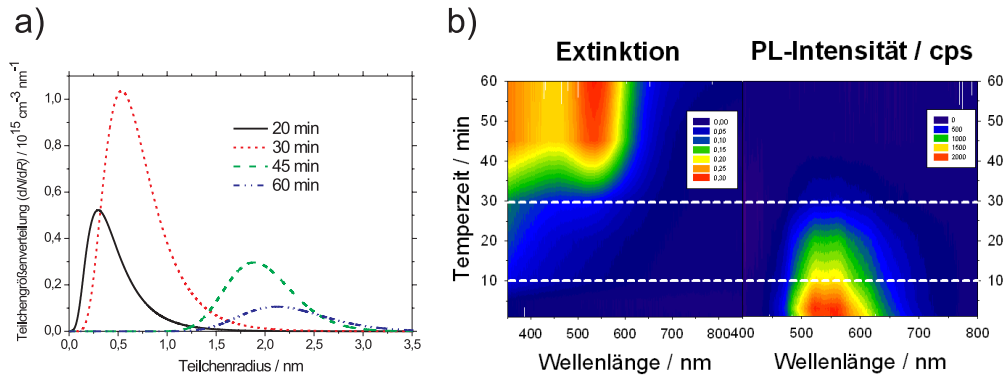 a)
Teilchengrößenverteilung (dN/dR) / 10¹⁵ cm⁻³ nm⁻¹
1,0
0,8
0,6
0,4
0,2
0,0
20 min
30 min
45 min
60 min
0,0 0,5 1,0 1,5 2,0 2,5 3,0 3,5
Teilchenradius / nm
b)
Extinktion PL-Intensität / cps
Temperzeit / min
60
50
40
30
20
10
0,00
0,05
0,10
0,15
0,20
0,25
0,30
0
500
1000
1500
2000
60
50
40
30
20
10
400 500 600 700 800 400 500 600 700 800
Wellenlänge / nm Wellenlänge / nm